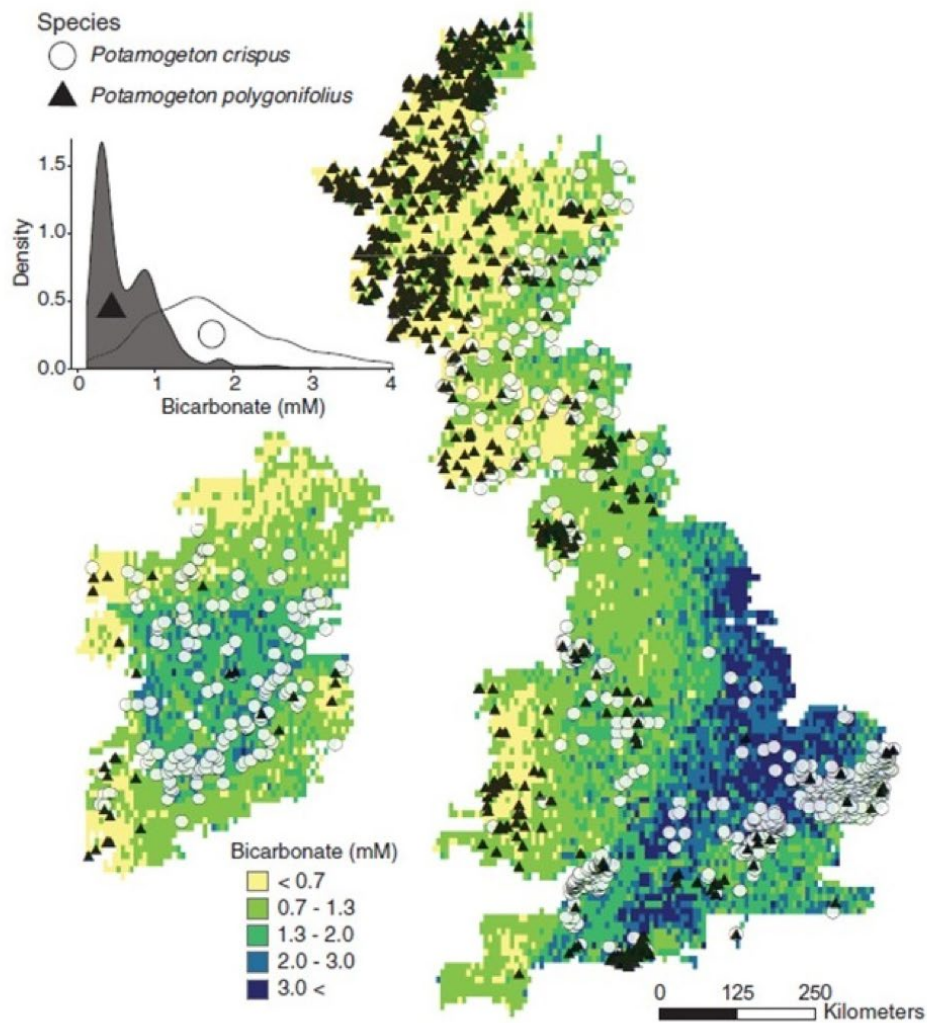 Species
Potamogeton crispus
Potamogeton polygonifolius
1.5
1.0
0.5
0.0
Density
0 1 2 3 4
Bicarbonate (mM)
Bicarbonate (mM)
< 0.7
0.7 - 1.3
1.3 - 2.0
2.0 - 3.0
3.0 <
0 125 250
Kilometers